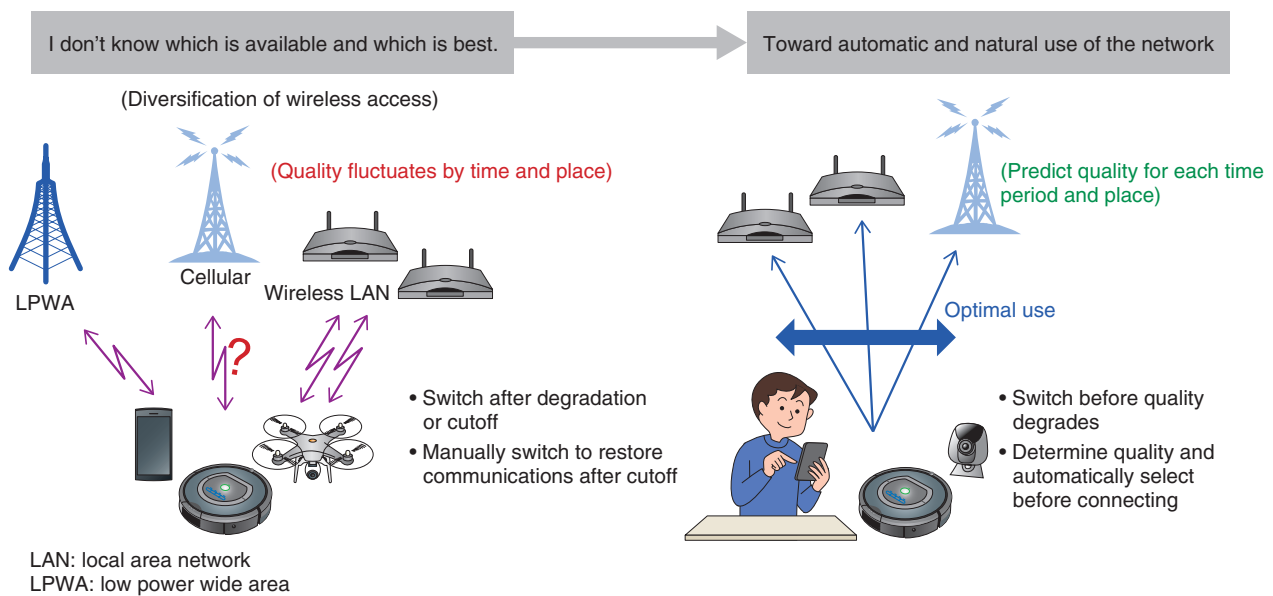 I don't know which is available and which is best.
Toward automatic and natural use of the network
(Diversification of wireless access)
(Quality fluctuates by time and place)
LPWA
Cellular
Wireless LAN
?
• Switch after degradation
or cutoff
• Manually switch to restore
communications after cutoff
LAN: local area network
LPWA: low power wide area
(Predict quality for each time
period and place)
Optimal use
• Switch before quality
degrades
• Determine quality and
automatically select
before connecting